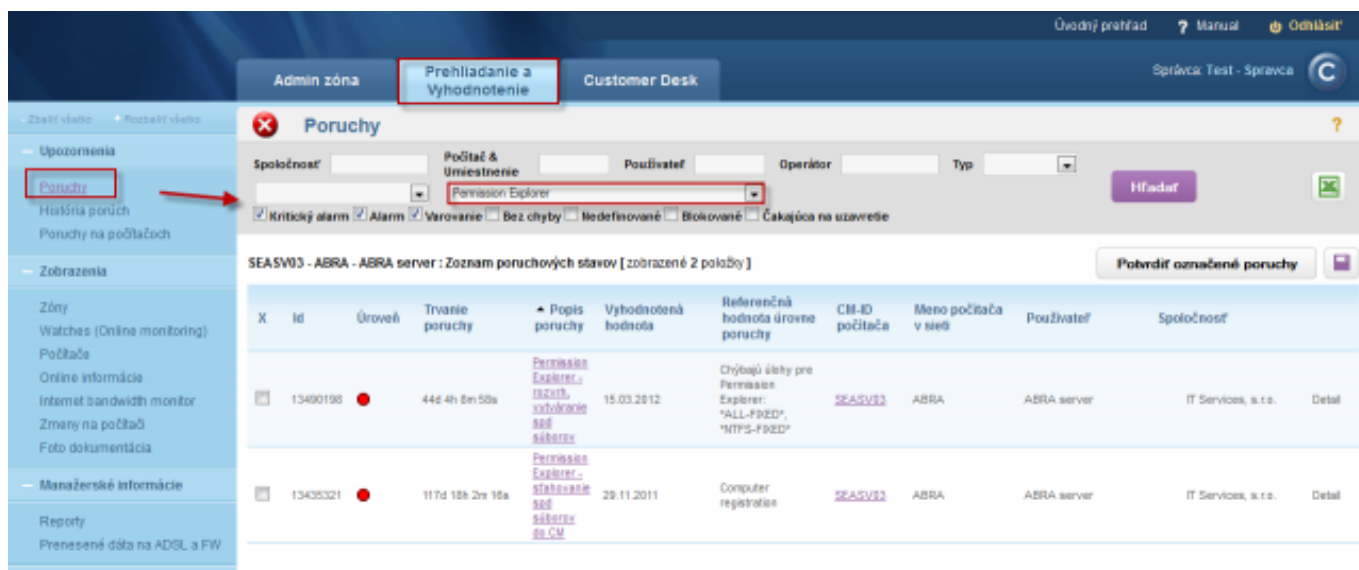 Úvodný prehľad ? Manual Odhlásiť
Admin zóna
Prehliadanie a
Vyhodnotenie
Customer Desk
Správca: Test - Spravca
Zbaliť všetko Rozbaliť všetko
Poruchy ?
Upozornenia
Poruchy
História porúch
Poruchy na počítačoch
Spoločnosť
Počítač &
Umiestnenie
Používateľ
Operátor
Typ
Permission Explorer
Hľadať
Kritický alarm Alarm Varovanie Bez chyby Nedefinované Blokované Čakajúca na uzavretie
Zobrazenia
Zóny
Watches (Online monitoring)
Počítače
Online informácie
Internet bandwidth monitor
Zmeny na počítači
Foto dokumentácia
Manažerské informácie
Reporty
Prenesené dáta na ADSL a FW
SEASV03 - ABRA - ABRA server : Zoznam poruchových stavov [ zobrazené 2 položky ]
Potvrdiť označené poruchy
X Id Úroveň
Trvanie
poruchy
Popis
poruchy
Vyhodnotená
hodnota
Referenčná
hodnota úrovne
poruchy
CM-ID
počítača
Meno počítača
v sieti
Používateľ
Spoločnosť
13490198
44d 4h 8m 58s
Permission
Explorer -
rozvrh,
vytváranie
spd
súborov
15.03.2012
Chýbajú úlohy pre
Permission
Explorer:
"ALL-FIXED",
"NTFS-FIXED"
SEASV03 ABRA ABRA server IT Services, s.r.o. Detail
13435321
117d 18h 2m 16s
Permission
Explorer -
sťahovanie
spd
súborov
do CM
29.11.2011
Computer
registration
SEASV03 ABRA ABRA server IT Services, s.r.o. Detail